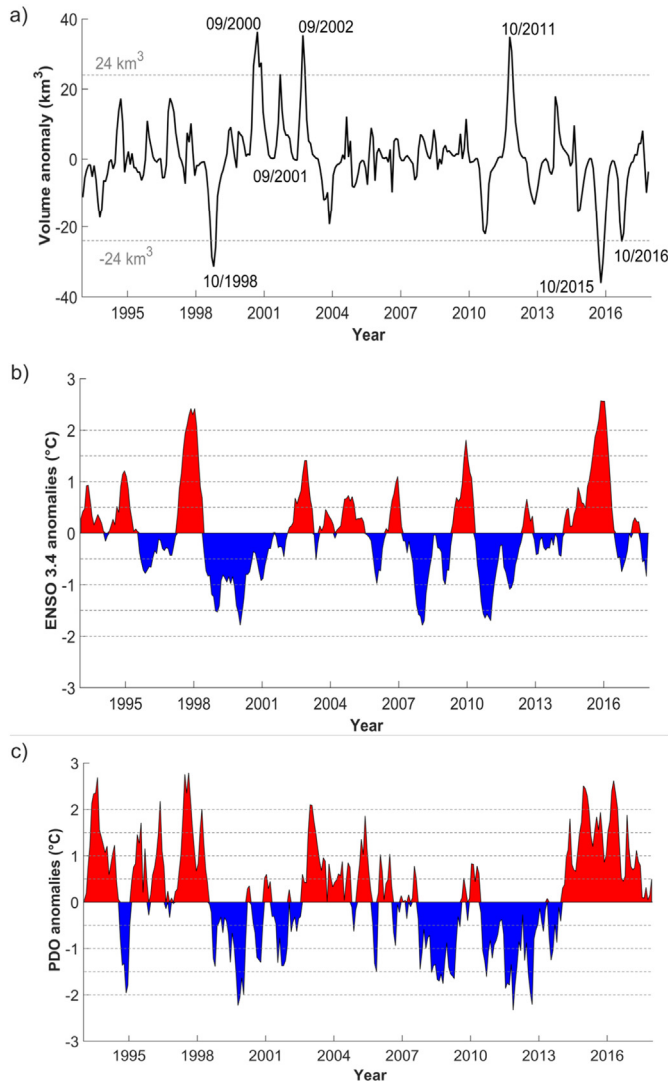 a)
Volume anomaly (km³)
40
20
0
-20
-40
24 km³
-24 km³
09/2000
09/2002
10/2011
09/2001
10/1998
10/2015
10/2016
1995 1998 2001 2004 2007 2010 2013 2016
Year
b)
ENSO 3.4 anomalies (°C)
3
2
1
0
-1
-2
-3
1995 1998 2001 2004 2007 2010 2013 2016
Year
c)
PDO anomalies (°C)
3
2
1
0
-1
-2
-3
1995 1998 2001 2004 2007 2010 2013 2016
Year